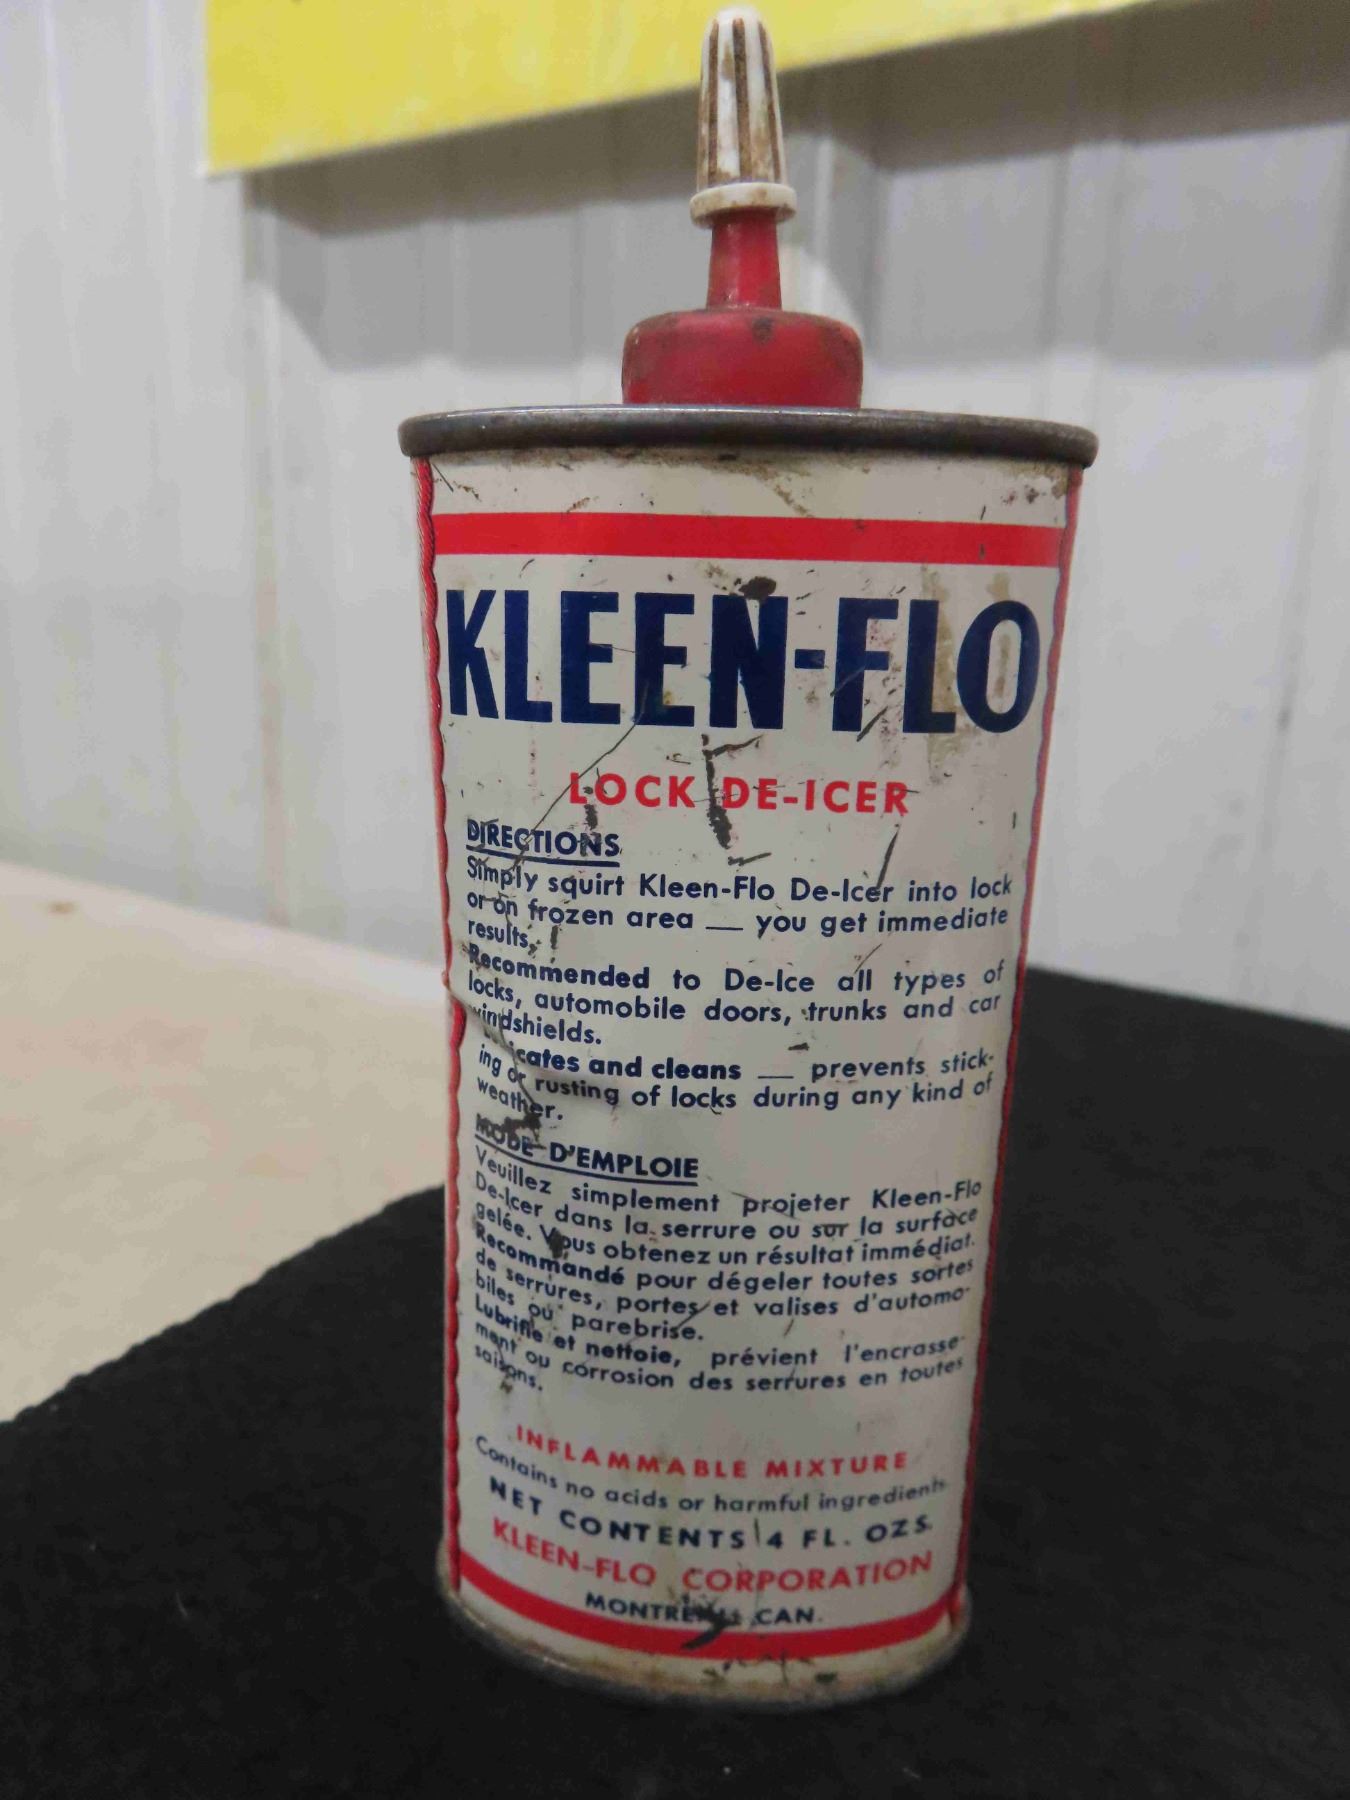 KLEEN-FLO
LOCK DE-ICER
DIRECTIONS
Simply squirt Kleen-Flo De-Icer into lock
or on frozen area — you get immediate
results.
Recommended to De-Ice all types of
locks, automobile doors, trunks and car
windshields.
cates and cleans — prevents stick-
ing or rusting of locks during any kind of
weather.
MODE D'EMPLOIE
Veuillez simplement projeter Kleen-Flo
De-Icer dans la serrure ou sur la surface
gelée. Vous obtenez un résultat immédiat.
Recommandé pour dégeler toutes sortes
de serrures, portes et valises d'automo-
biles ou parebrise.
Lubrifie et nettoie, prévient l'encrasse-
ment ou corrosion des serrures en toutes
saisons.
INFLAMMABLE MIXTURE
Contains no acids or harmful ingredients
NET CONTENTS 4 FL. OZS.
KLEEN-FLO CORPORATION
MONTREAL CAN.